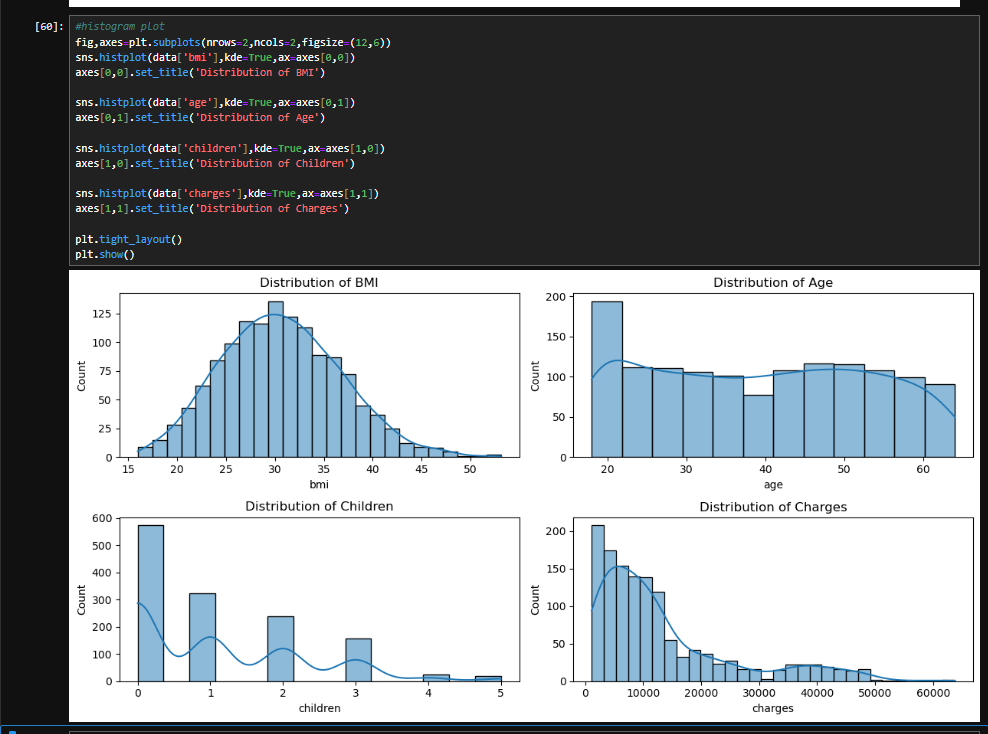 [60]: #histogram plot
fig,axes=plt.subplots(nrows=2,ncols=2,figsize=(12,6))
sns.histplot(data['bmi'],kde=True,ax=axes[0,0])
axes[0,0].set_title('Distribution of BMI')
sns.histplot(data['age'],kde=True,ax=axes[0,1])
axes[0,1].set_title('Distribution of Age')
sns.histplot(data['children'],kde=True,ax=axes[1,0])
axes[1,0].set_title('Distribution of Children')
sns.histplot(data['charges'],kde=True,ax=axes[1,1])
axes[1,1].set_title('Distribution of Charges')
plt.tight_layout()
plt.show()
Distribution of BMI
125
100
75
50
25
0
Count
15 20 25 30 35 40 45 50
bmi
Distribution of Age
200
150
100
50
0
Count
20 30 40 50 60
age
Distribution of Children
600
500
400
300
200
100
0
Count
0 1 2 3 4 5
children
Distribution of Charges
200
150
100
50
0
Count
0 10000 20000 30000 40000 50000 60000
charges